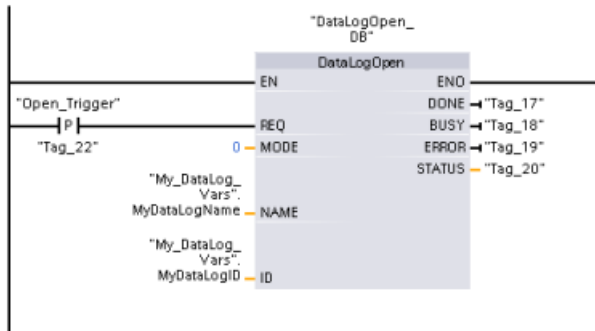 "DataLogOpen_
DB"
DataLogOpen
EN ENO
"Open_Trigger" DONE "Tag_17"
P REQ BUSY "Tag_18"
"Tag_22" 0 MODE ERROR "Tag_19"
STATUS "Tag_20"
"My_DataLog_
Vars".
MyDataLogName NAME
"My_DataLog_
Vars".
MyDataLogID ID